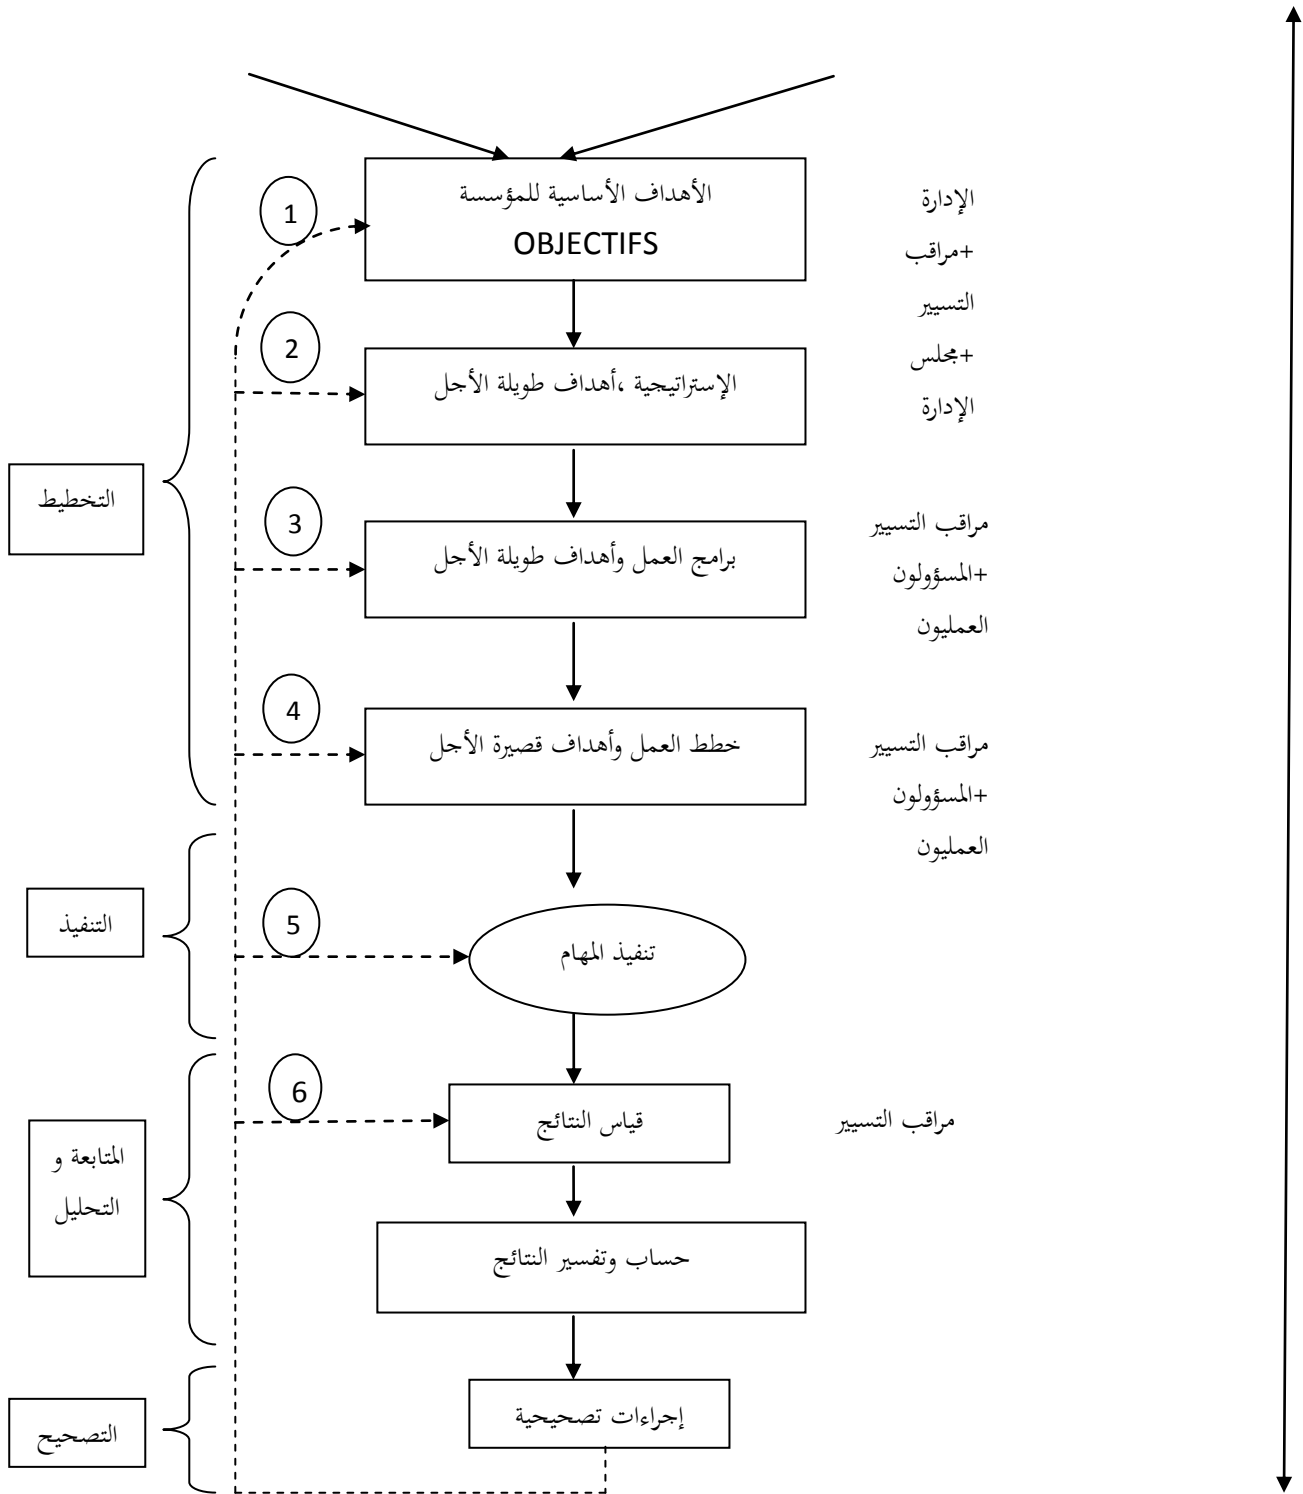 الأهداف الأساسية للمؤسسة
OBJECTIFS
1
الإدارة
+مراقب
التسيير
+مجلس
الإدارة
2
الإستراتيجية ،أهداف طويلة الأجل
التخطيط
3
برامج العمل وأهداف طويلة الأجل
مراقب التسيير
+المسؤولون
العمليون
4
خطط العمل وأهداف قصيرة الأجل
مراقب التسيير
+المسؤولون
العمليون
التنفيذ
5
تنفيذ المهام
6
قياس النتائج
مراقب التسيير
المتابعة و
التحليل
حساب وتفسير النتائج
إجراءات تصحيحية
التصحيح